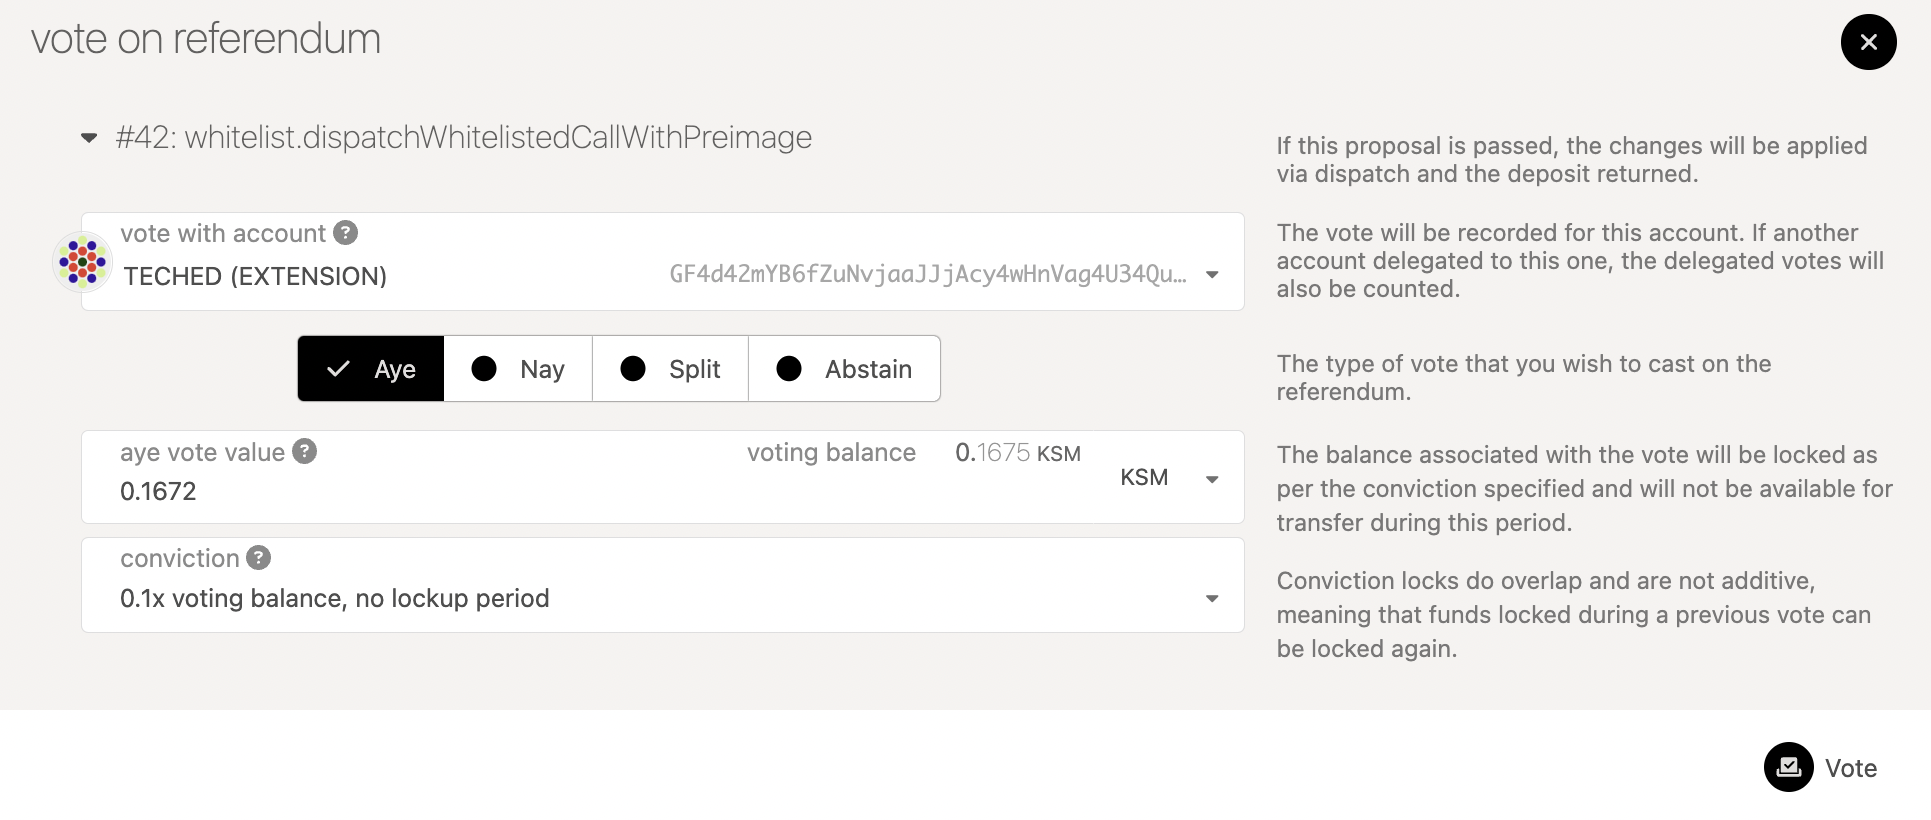 vote on referendum
#42: whitelist.dispatchWhitelistedCallWithPreimage
If this proposal is passed, the changes will be applied
via dispatch and the deposit returned.
vote with account ?
TECHED (EXTENSION) GF4d42mYB6fZuNvjaaJJjAcy4wHnVag4U34Qu…
The vote will be recorded for this account. If another
account delegated to this one, the delegated votes will
also be counted.
Aye Nay Split Abstain
The type of vote that you wish to cast on the
referendum.
aye vote value ? voting balance 0.1675 KSM
0.1672 KSM
The balance associated with the vote will be locked as
per the conviction specified and will not be available for
transfer during this period.
conviction ?
0.1x voting balance, no lockup period
Conviction locks do overlap and are not additive,
meaning that funds locked during a previous vote can
be locked again.
Vote